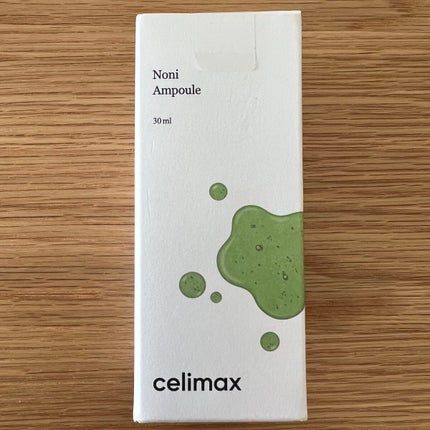 Noni
Ampoule
30 ml
celimax